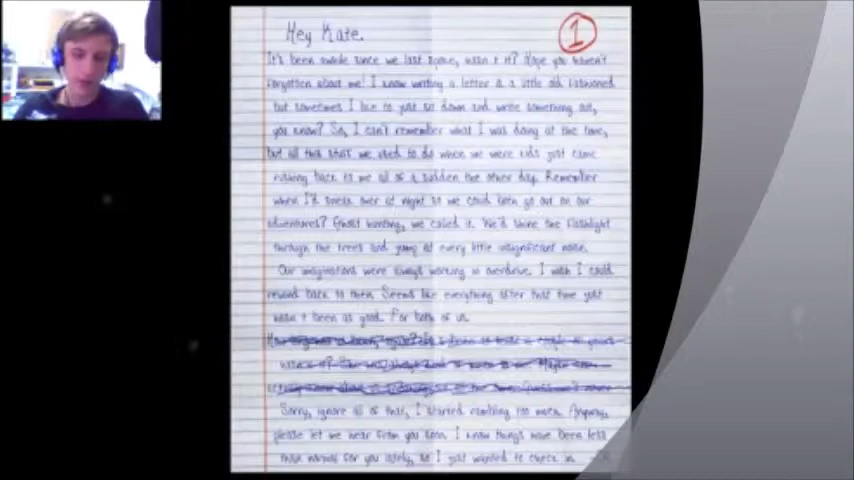 Hey Kate.
1
It's been awhile since we last spoke, hasn't it? Hope you haven't
forgotten about me! I know writing a letter is a little old fashioned
but sometimes I like to just sit down and write something out,
you know? So, I can't remember what I was doing at the time,
but all this stuff we used to do when we were kids just came
rushing back to me all of a sudden the other day. Remember
when I'd sneak over at night so we could both go out on our
adventures? Ghost hunting, we called it. We'd shine the flashlight
through the trees and jump at every little insignificant noise.
Our imaginations were always working in overdrive. I wish I could
rewind back to then. Seems like everything after that time just
hasn't been as good. For both of us.
Sorry, ignore all of that, I started rambling too much. Anyway,
please let me hear from you soon. I know things have been less
than normal for you lately, so I just wanted to check in. -CR